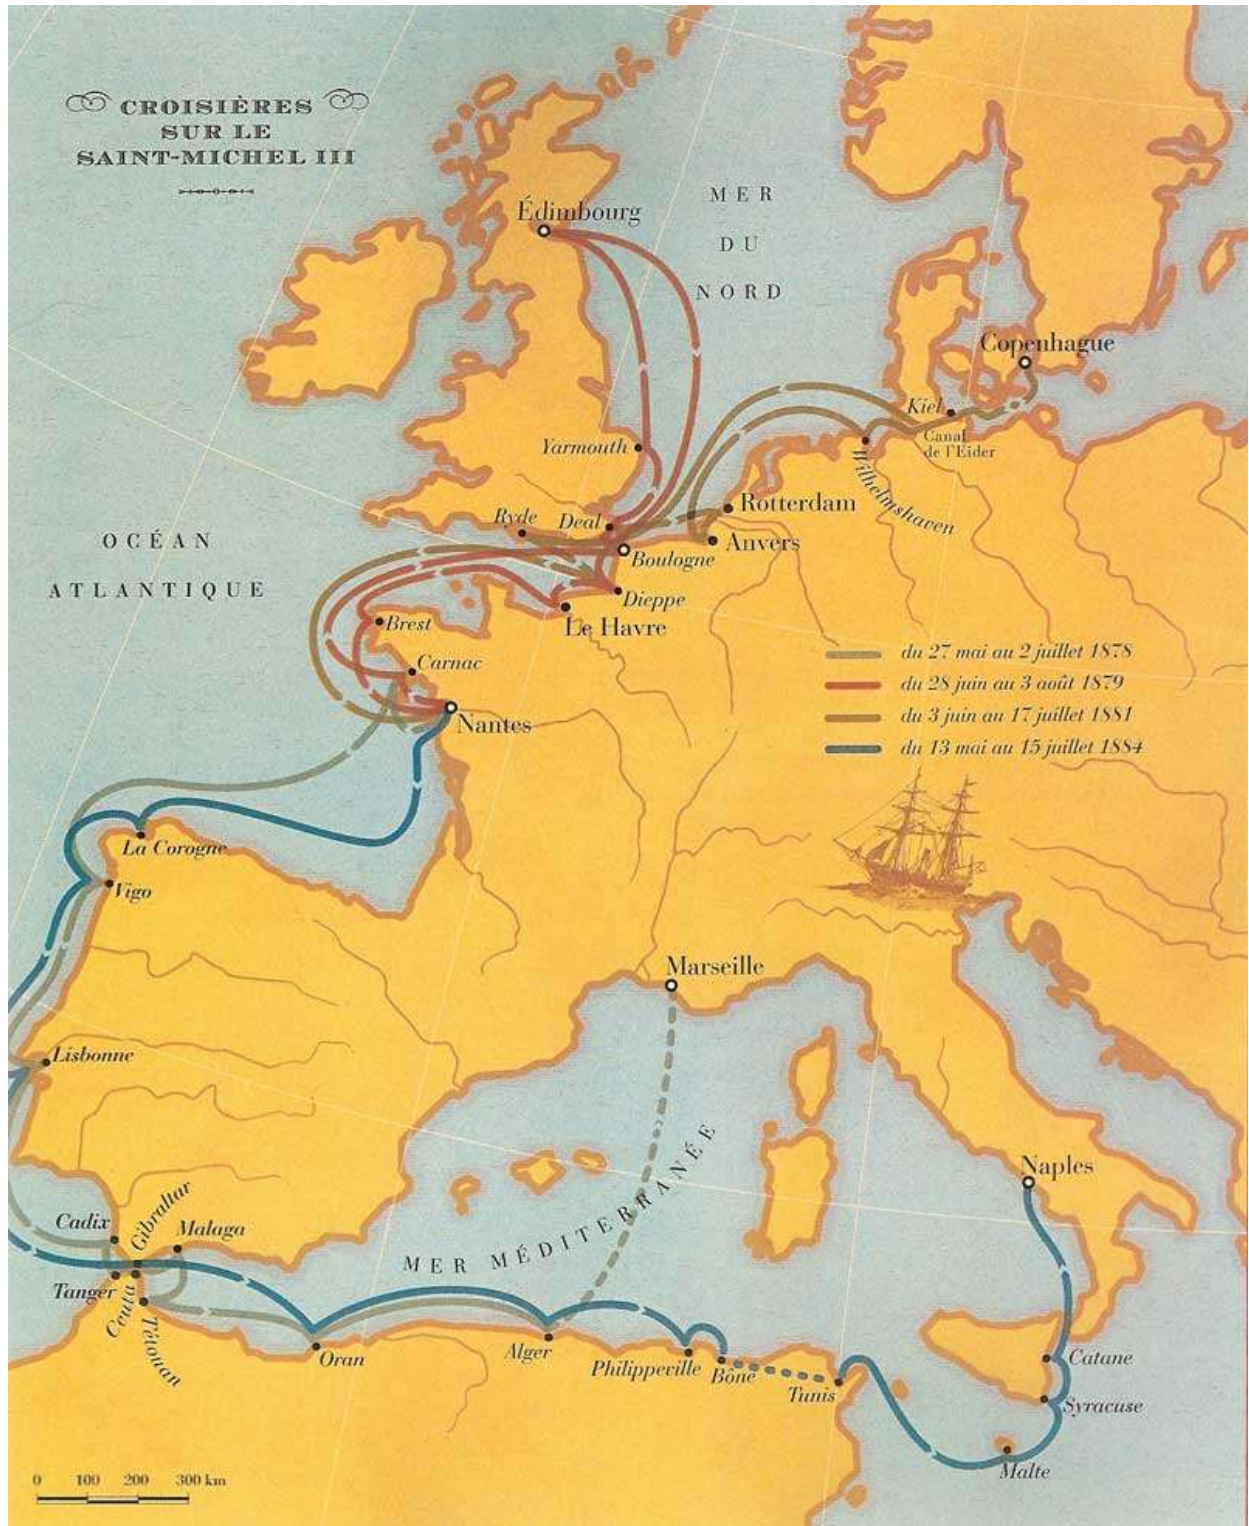 CROISIÈRES
SUR LE
SAINT-MICHEL III
MER
DU
NORD
Édimbourg
Copenhague
Kiel
Canal
de l'Eider
Yarmouth
Wilhelmshaven
Rotterdam
Ryde
Deal
Anvers
Boulogne
OCÉAN
ATLANTIQUE
Dieppe
Le Havre
Brest
Carnac
Nantes
du 27 mai au 2 juillet 1878
du 28 juin au 3 août 1879
du 3 juin au 17 juillet 1881
du 13 mai au 15 juillet 1884
La Corogne
Vigo
Marseille
Lisbonne
MER MÉDITERRANÉE
Naples
Cadix
Gibraltar
Malaga
Tanger
Ceuta
Tétouan
Oran
Alger
Philippeville
Bône
Tunis
Catane
Syracuse
Malte
0 100 200 300 km